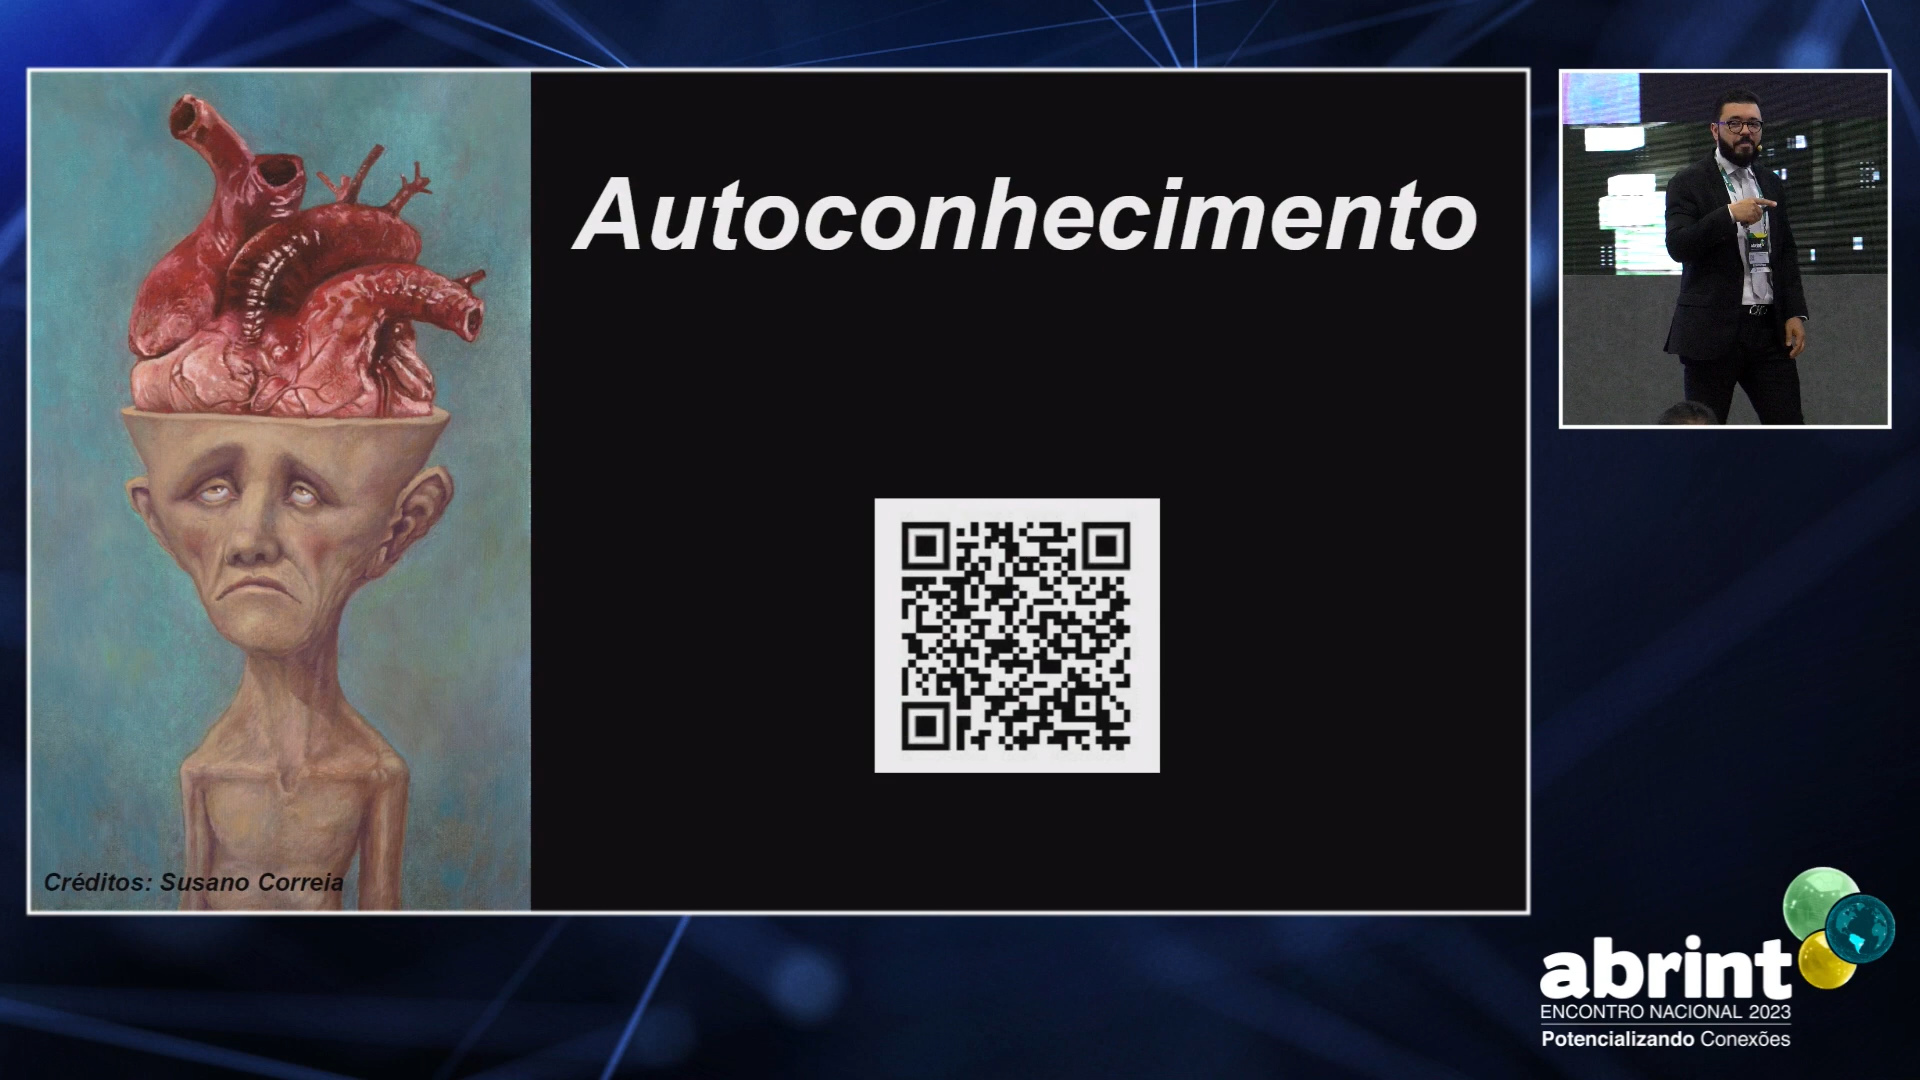 Autoconhecimento
Créditos: Susano Correia
abrint
ENCONTRO NACIONAL 2023
Potencializando Conexões